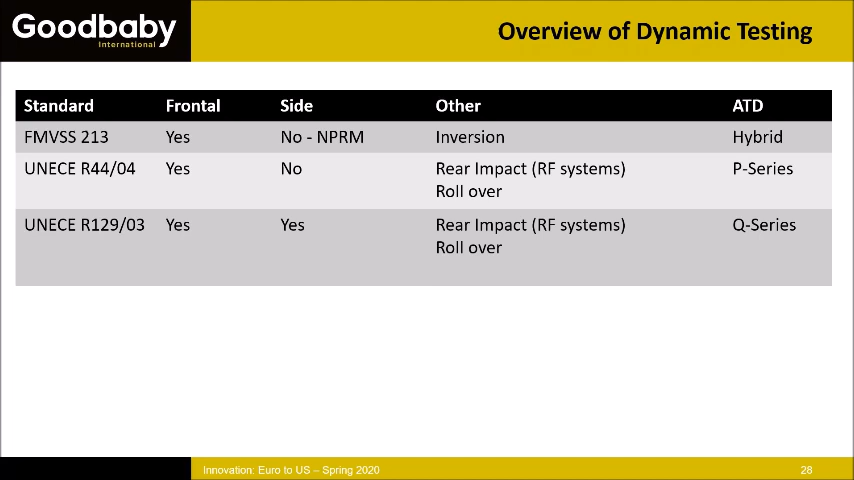 Goodbaby
International
Overview of Dynamic Testing
Standard Frontal Side Other ATD
FMVSS 213 Yes No - NPRM Inversion Hybrid
UNECE R44/04 Yes No Rear Impact (RF systems) P-Series
Roll over
UNECE R129/03 Yes Yes Rear Impact (RF systems) Q-Series
Roll over
Innovation: Euro to US – Spring 2020 28